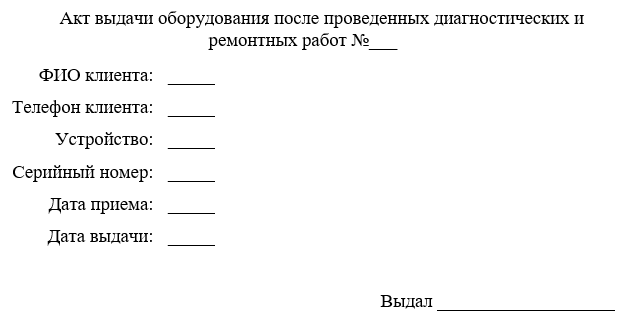 Акт выдачи оборудования после проведенных диагностических и
ремонтных работ №___
ФИО клиента: _____
Телефон клиента: _____
Устройство: _____
Серийный номер: _____
Дата приема: _____
Дата выдачи: _____
Выдал ___________________